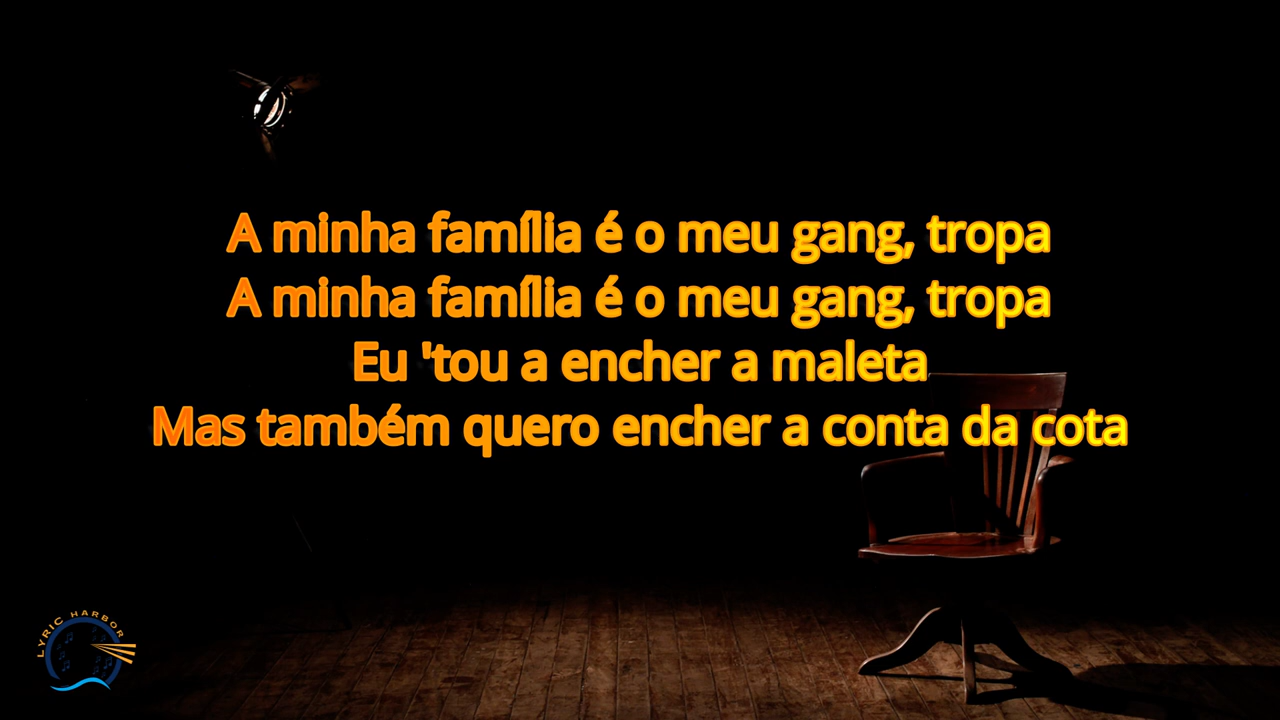 A minha família é o meu gang, tropa
A minha família é o meu gang, tropa
Eu 'tou a encher a maleta
Mas também quero encher a conta da cota
LYRIC HARBOR